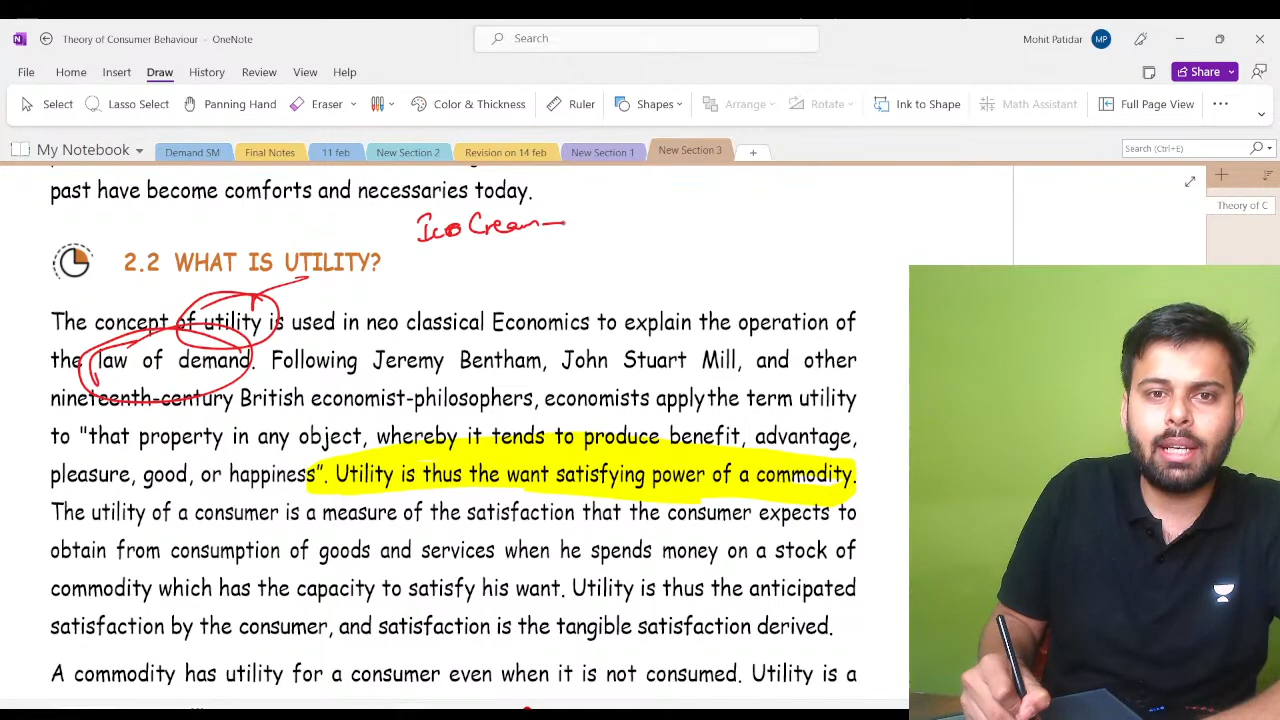 Theory of Consumer Behaviour - OneNote
Search
Mohit Patidar MP
File Home Insert Draw History Review View Help
Share
Select Lasso Select Panning Hand Eraser Color & Thickness Ruler Shapes Arrange Rotate Ink to Shape Math Assistant Full Page View
My Notebook Demand SM Final Notes 11 feb New Section 2 Revision on 14 feb New Section 1 New Section 3 + Search (Ctrl+E)
past have become comforts and necessaries today.
Theory of C
Ice Cream -
2.2 WHAT IS UTILITY?
The concept of utility is used in neo classical Economics to explain the operation of
the law of demand. Following Jeremy Bentham, John Stuart Mill, and other
nineteenth-century British economist-philosophers, economists apply the term utility
to "that property in any object, whereby it tends to produce benefit, advantage,
pleasure, good, or happiness”. Utility is thus the want satisfying power of a commodity.
The utility of a consumer is a measure of the satisfaction that the consumer expects to
obtain from consumption of goods and services when he spends money on a stock of
commodity which has the capacity to satisfy his want. Utility is thus the anticipated
satisfaction by the consumer, and satisfaction is the tangible satisfaction derived.
A commodity has utility for a consumer even when it is not consumed. Utility is a